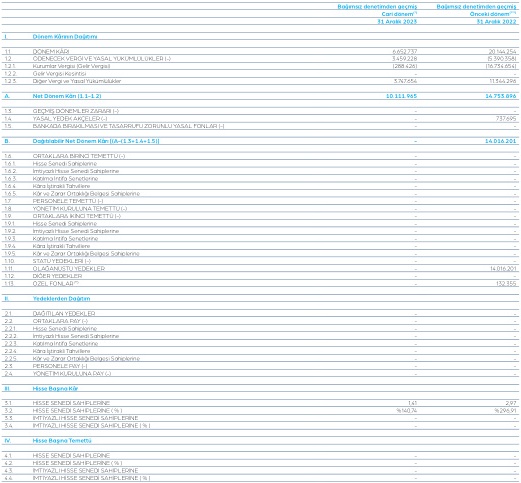 Bağımsız denetimden geçmiş Bağımsız denetimden geçmiş
Cari dönem(*) Önceki dönem(**)
31 Aralık 2023 31 Aralık 2022
I. Dönem Kârının Dağıtımı
1.1. DÖNEM KÂRI 6.652.737 20.144.254
1.2. ÖDENECEK VERGİ VE YASAL YÜKÜMLÜLÜKLER (-) 3.459.228 (5.390.358)
1.2.1. Kurumlar Vergisi (Gelir Vergisi) (288.426) (16.734.654)
1.2.2. Gelir Vergisi Kesintisi - -
1.2.3. Diğer Vergi ve Yasal Yükümlülükler 3.747.654 11.344.296
A. Net Dönem Kârı (1.1-1.2) 10.111.965 14.753.896
1.3. GEÇMİŞ DÖNEMLER ZARARI (-) - -
1.4. YASAL YEDEK AKÇELER (-) - 737.695
1.5. BANKADA BIRAKILMASI VE TASARRUFU ZORUNLU YASAL FONLAR (-) - -
B. Dağıtılabilir Net Dönem Kârı [(A-(1.3+1.4+1.5)] - 14.016.201
1.6. ORTAKLARA BİRİNCİ TEMETTÜ (-) - -
1.6.1. Hisse Senedi Sahiplerine - -
1.6.2. İmtiyazlı Hisse Senedi Sahiplerine - -
1.6.3. Katılma İntifa Senetlerine - -
1.6.4. Kâra İştirakli Tahvillere - -
1.6.5. Kâr ve Zarar Ortaklığı Belgesi Sahiplerine - -
1.7. PERSONELE TEMETTÜ (-) - -
1.8. YÖNETİM KURULUNA TEMETTÜ (-) - -
1.9. ORTAKLARA İKİNCİ TEMETTÜ (-) - -
1.9.1. Hisse Senedi Sahiplerine - -
1.9.2. İmtiyazlı Hisse Senedi Sahiplerine - -
1.9.3. Katılma İntifa Senetlerine - -
1.9.4. Kâra İştirakli Tahvillere - -
1.9.5. Kâr ve Zarar Ortaklığı Belgesi Sahiplerine - -
1.10. STATÜ YEDEKLERİ (-) - -
1.11. OLAĞANÜSTÜ YEDEKLER - 14.016.201
1.12. DİĞER YEDEKLER - -
1.13. ÖZEL FONLAR - 132.355
II. Yedeklerden Dağıtım
2.1. DAĞITILAN YEDEKLER - -
2.2. ORTAKLARA PAY (-) - -
2.2.1. Hisse Senedi Sahiplerine - -
2.2.2. İmtiyazlı Hisse Senedi Sahiplerine - -
2.2.3. Katılma İntifa Senetlerine - -
2.2.4. Kâra İştirakli Tahvillere - -
2.2.5. Kâr ve Zarar Ortaklığı Belgesi Sahiplerine - -
2.3. PERSONELE PAY (-) - -
2.4. YÖNETİM KURULUNA PAY (-) - -
III. Hisse Başına Kâr
3.1. HİSSE SENEDİ SAHİPLERİNE 1,41 2,97
3.2. HİSSE SENEDİ SAHİPLERİNE ( % ) %140,74 %296,91
3.3. İMTİYAZLI HİSSE SENEDİ SAHİPLERİNE - -
3.4. İMTİYAZLI HİSSE SENEDİ SAHİPLERİNE ( % ) - -
IV. Hisse Başına Temettü
4.1. HİSSE SENEDİ SAHİPLERİNE - -
4.2. HİSSE SENEDİ SAHİPLERİNE ( % ) - -
4.3. İMTİYAZLI HİSSE SENEDİ SAHİPLERİNE - -
4.4. İMTİYAZLI HİSSE SENEDİ SAHİPLERİNE ( % ) - -